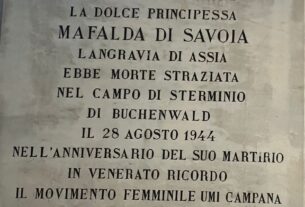 LA DOLCE PRINCIPESSA
MAFALDA DI SAVOIA
LANGRAVIA DI ASSIA
EBBE MORTE STRAZIATA
NEL CAMPO DI STERMINIO
DI BUCHENWALD
IL 28 AGOSTO 1944
NELL'ANNIVERSARIO DEL SUO MARTIRIO
IN VENERATO RICORDO
IL MOVIMENTO FEMMINILE UMI CAMPANA